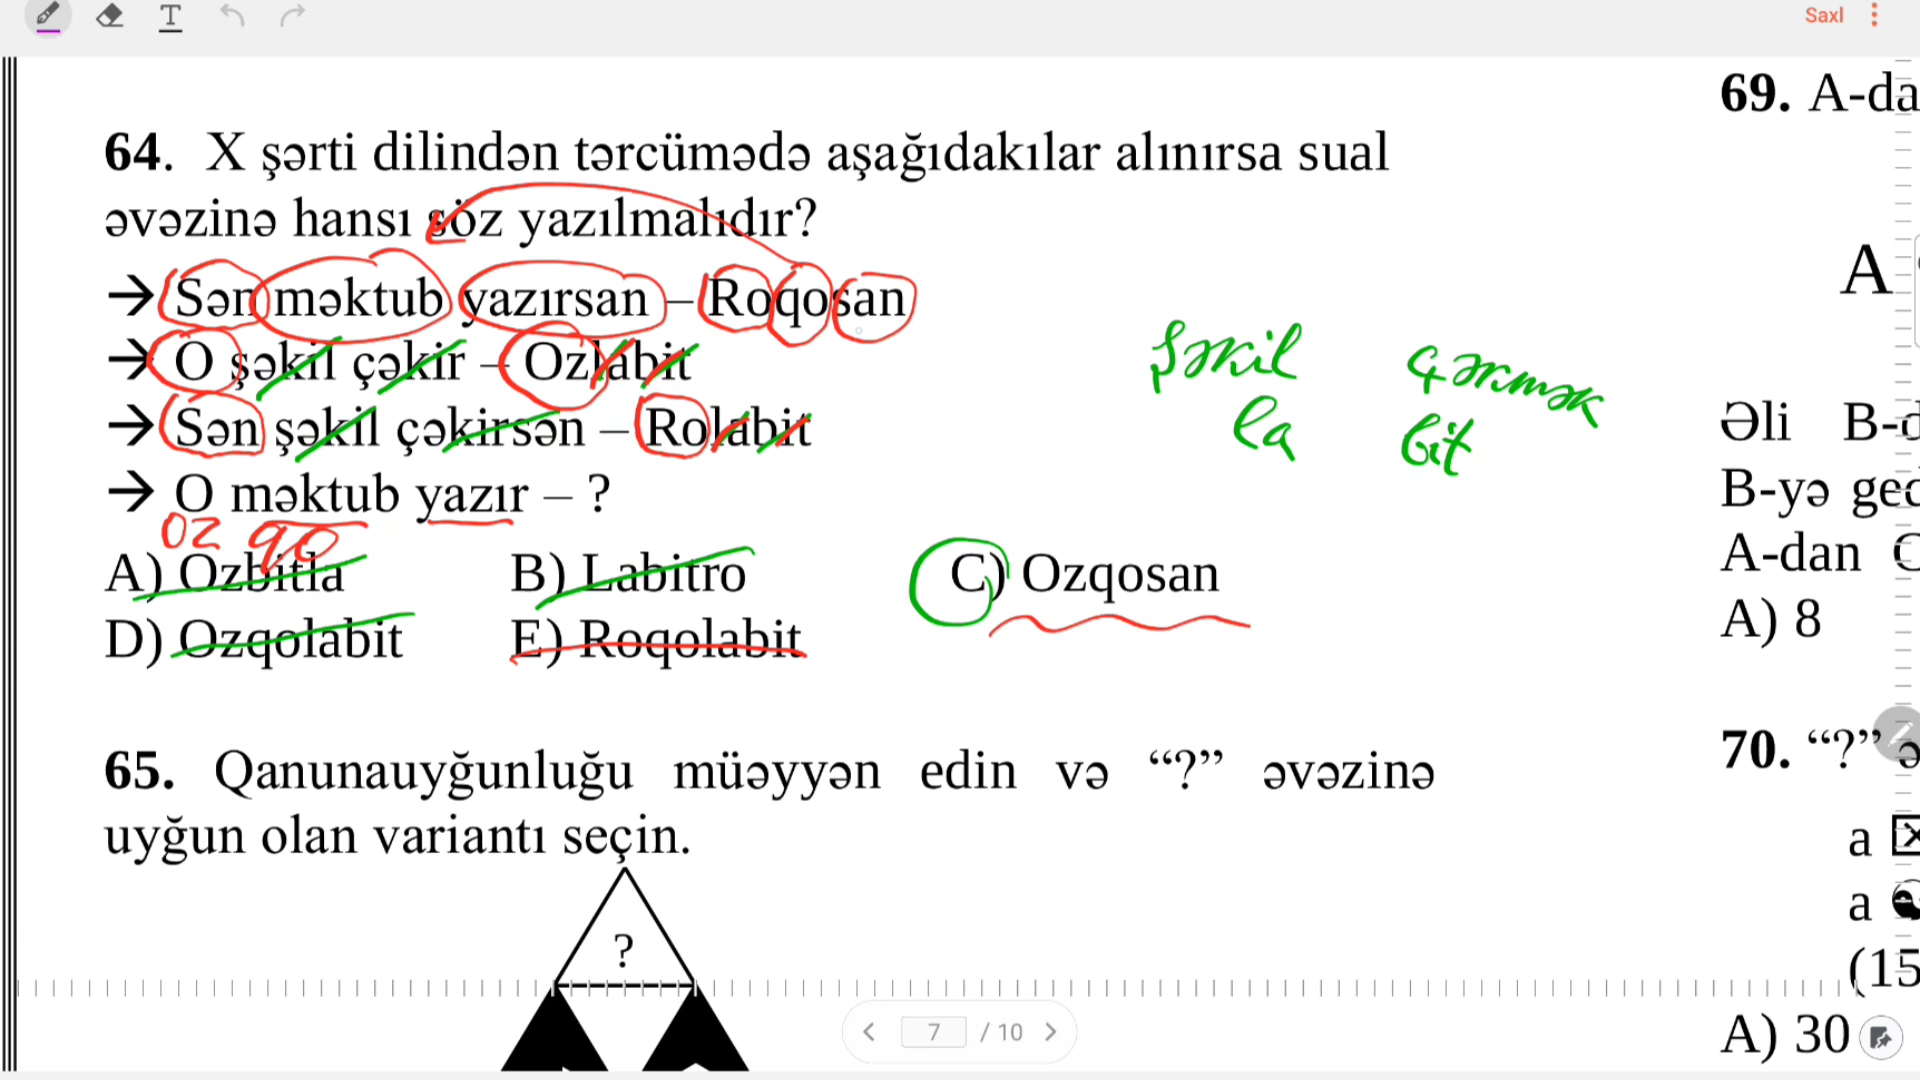 T
Saxl
64. X şərti dilindən tərcümədə aşağıdakılar alınırsa sual
əvəzinə hansı söz yazılmalıdır?
→ Sən məktub yazırsan – Roqosan
→ O şəkil çəkir – Ozlabit
→ Sən şəkil çəkirsən – Rolabit
→ O məktub yazır – ?
oz qo
A) Ozbitla B) Labitro C) Ozqosan
D) Ozqolabit E) Roqolabit
şəkil çəkmək
la bit
65. Qanunauyğunluğu müəyyən edin və “?” əvəzinə
uyğun olan variantı seçin.
?
69. A-da
A
Əli B-d
B-yə ged
A-dan
A) 8
70. “?” ə
a
a
(15
A) 30
7 / 10